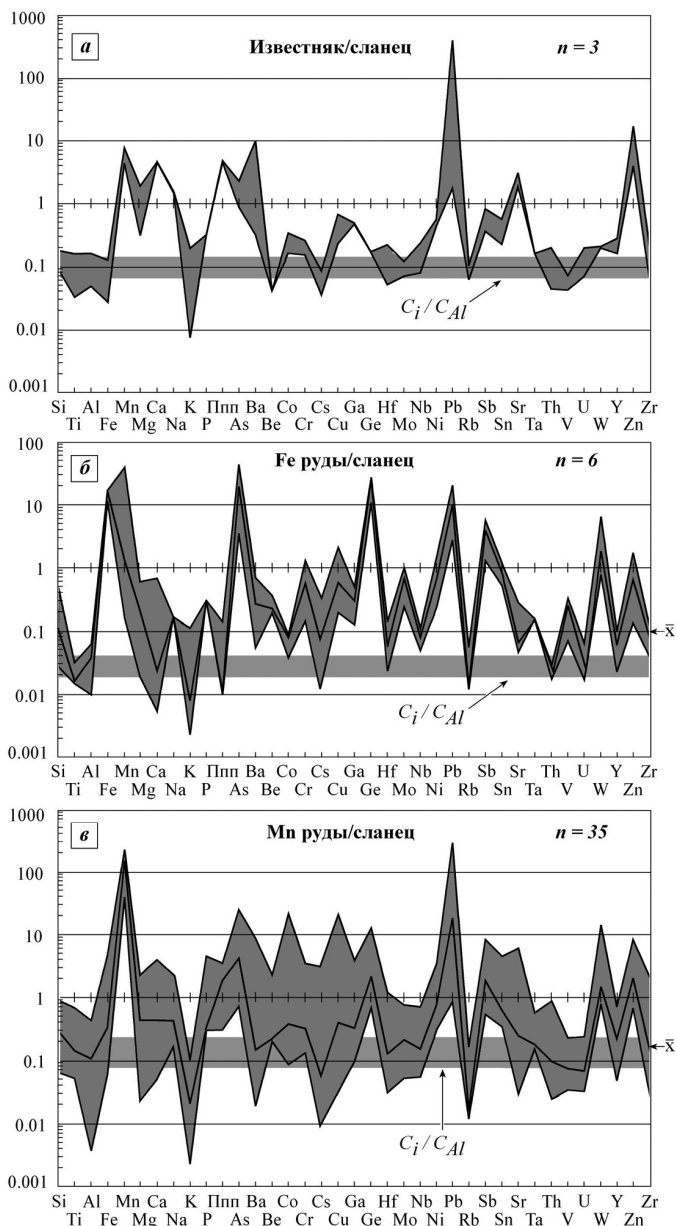 1000
а
Известняк/сланец
n = 3
100
10
1
0.1
C_i / C_Al
0.01
0.001
Si Al Mn Ca K Ппп Ba Co Cs Ga Hf Nb Pb Sb Sr Th U Y Zr
Ti Fe Mg Na P As Be Cr Cu Ge Mo Ni Rb Sn Ta V W Zn
100
б
Fe руды/сланец
n = 6
10
1
0.1
x̄
0.01
C_i / C_Al
0.001
Si Al Mn Ca K Ппп Ba Co Cs Ga Hf Nb Pb Sb Sr Th U Y Zr
Ti Fe Mg Na P As Be Cr Cu Ge Mo Ni Rb Sn Ta V W Zn
1000
в
Mn руды/сланец
n = 35
100
10
1
0.1
x̄
0.01
C_i / C_Al
0.001
Si Al Mn Ca K Ппп Ba Co Cs Ga Hf Nb Pb Sb Sr Th U Y Zr
Ti Fe Mg Na P As Be Cr Cu Ge Mo Ni Rb Sn Ta V W Zn